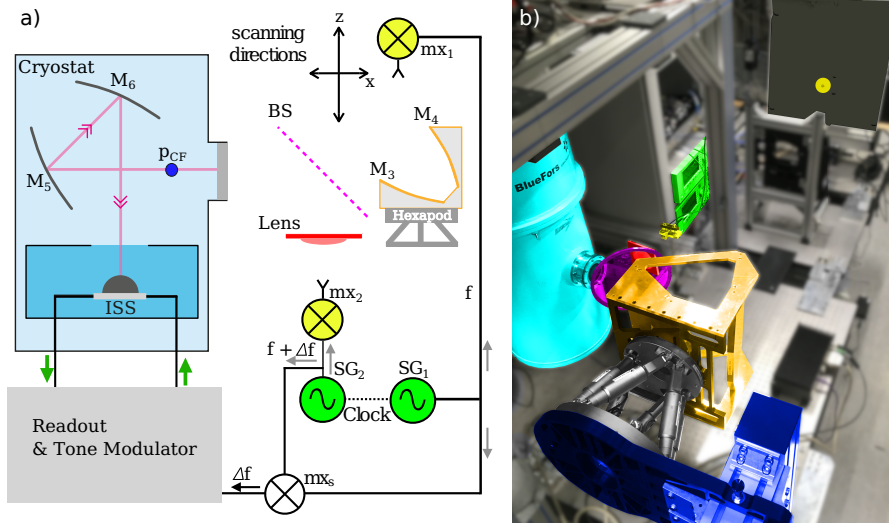 a)
Cryostat
M6
M5
pCF
ISS
Readout
& Tone Modulator
scanning
directions
z
x
mx1
BS
Lens
M4
M3
Hexapod
f
mx2
f + Δf
SG2
SG1
Clock
Δf
mxs
b)
BlueFors